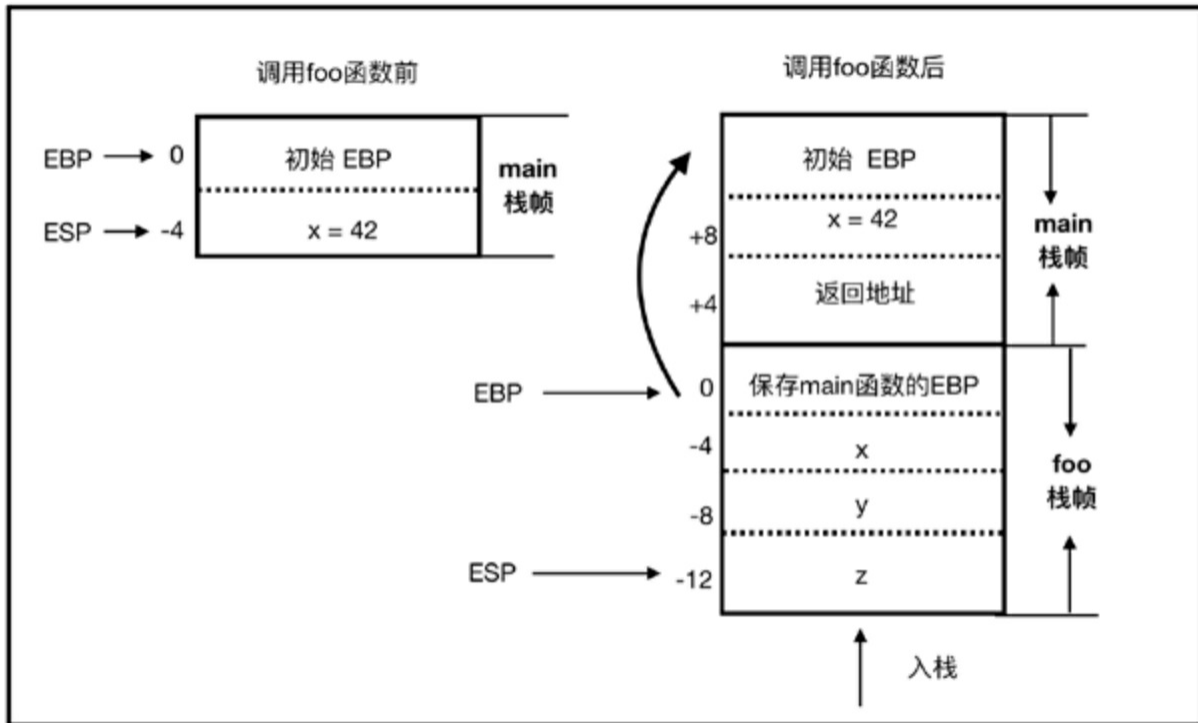 调用foo函数前
EBP
0
初始 EBP
ESP
-4
x = 42
main
栈帧
调用foo函数后
初始 EBP
x = 42
+8
返回地址
+4
main
栈帧
EBP
0
保存main函数的EBP
-4
x
-8
y
ESP
-12
z
foo
栈帧
入栈